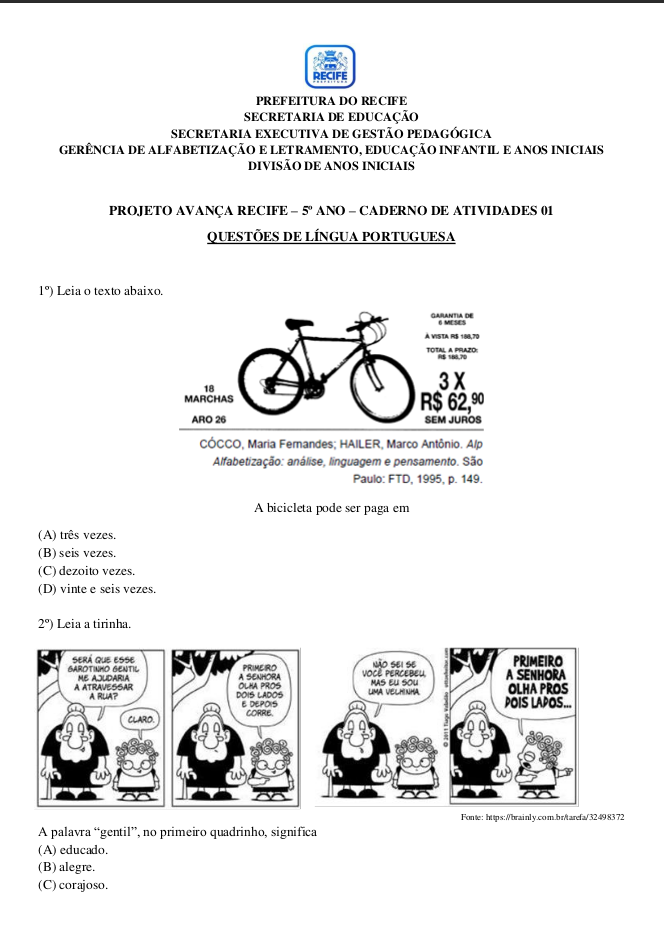 RECIFE
PREFEITURA
PREFEITURA DO RECIFE
SECRETARIA DE EDUCAÇÃO
SECRETARIA EXECUTIVA DE GESTÃO PEDAGÓGICA
GERÊNCIA DE ALFABETIZAÇÃO E LETRAMENTO, EDUCAÇÃO INFANTIL E ANOS INICIAIS
DIVISÃO DE ANOS INICIAIS
PROJETO AVANÇA RECIFE – 5º ANO – CADERNO DE ATIVIDADES 01
QUESTÕES DE LÍNGUA PORTUGUESA
1º) Leia o texto abaixo.
18
MARCHAS
ARO 26
GARANTIA DE
6 MESES
À VISTA R$ 188,70
TOTAL A PRAZO:
R$ 188,70
3 X
R$ 62,90
SEM JUROS
CÓCCO, Maria Fernandes; HAILER, Marco Antônio. Alp
Alfabetização: análise, linguagem e pensamento. São
Paulo: FTD, 1995, p. 149.
A bicicleta pode ser paga em
(A) três vezes.
(B) seis vezes.
(C) dezoito vezes.
(D) vinte e seis vezes.
2º) Leia a tirinha.
SERÁ QUE ESSE
GAROTINHO GENTIL
ME AJUDARIA
A ATRAVESSAR
A RUA?
CLARO.
PRIMEIRO
A SENHORA
OLHA PROS
DOIS LADOS
E DEPOIS
CORRE.
NÃO SEI SE
VOCÊ PERCEBEU,
MAS EU SOU
UMA VELHINHA.
PRIMEIRO
A SENHORA
OLHA PROS
DOIS LADOS...
Fonte: https://brainly.com.br/tarefa/32498372
A palavra “gentil”, no primeiro quadrinho, significa
(A) educado.
(B) alegre.
(C) corajoso.